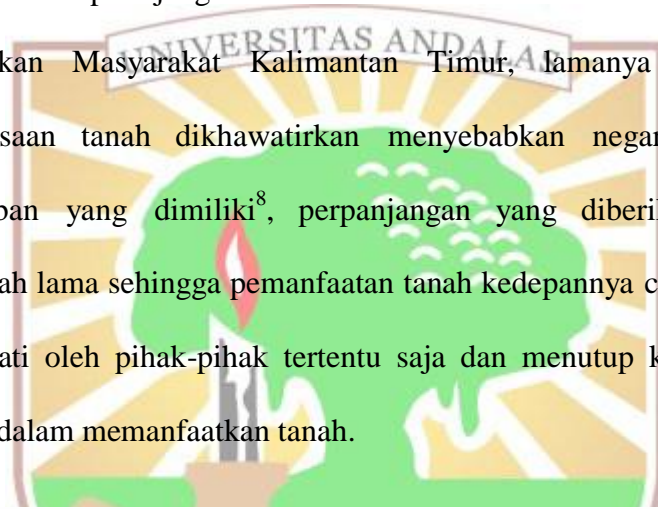 UNIVERSITAS ANDALAS
kan Masyarakat Kalimantan Timur, lamanya
saan tanah dikhawatirkan menyebabkan negar
ban yang dimiliki⁸, perpanjangan yang diberi
ah lama sehingga pemanfaatan tanah kedepannya c
ati oleh pihak-pihak tertentu saja dan menutup k
dalam memanfaatkan tanah.